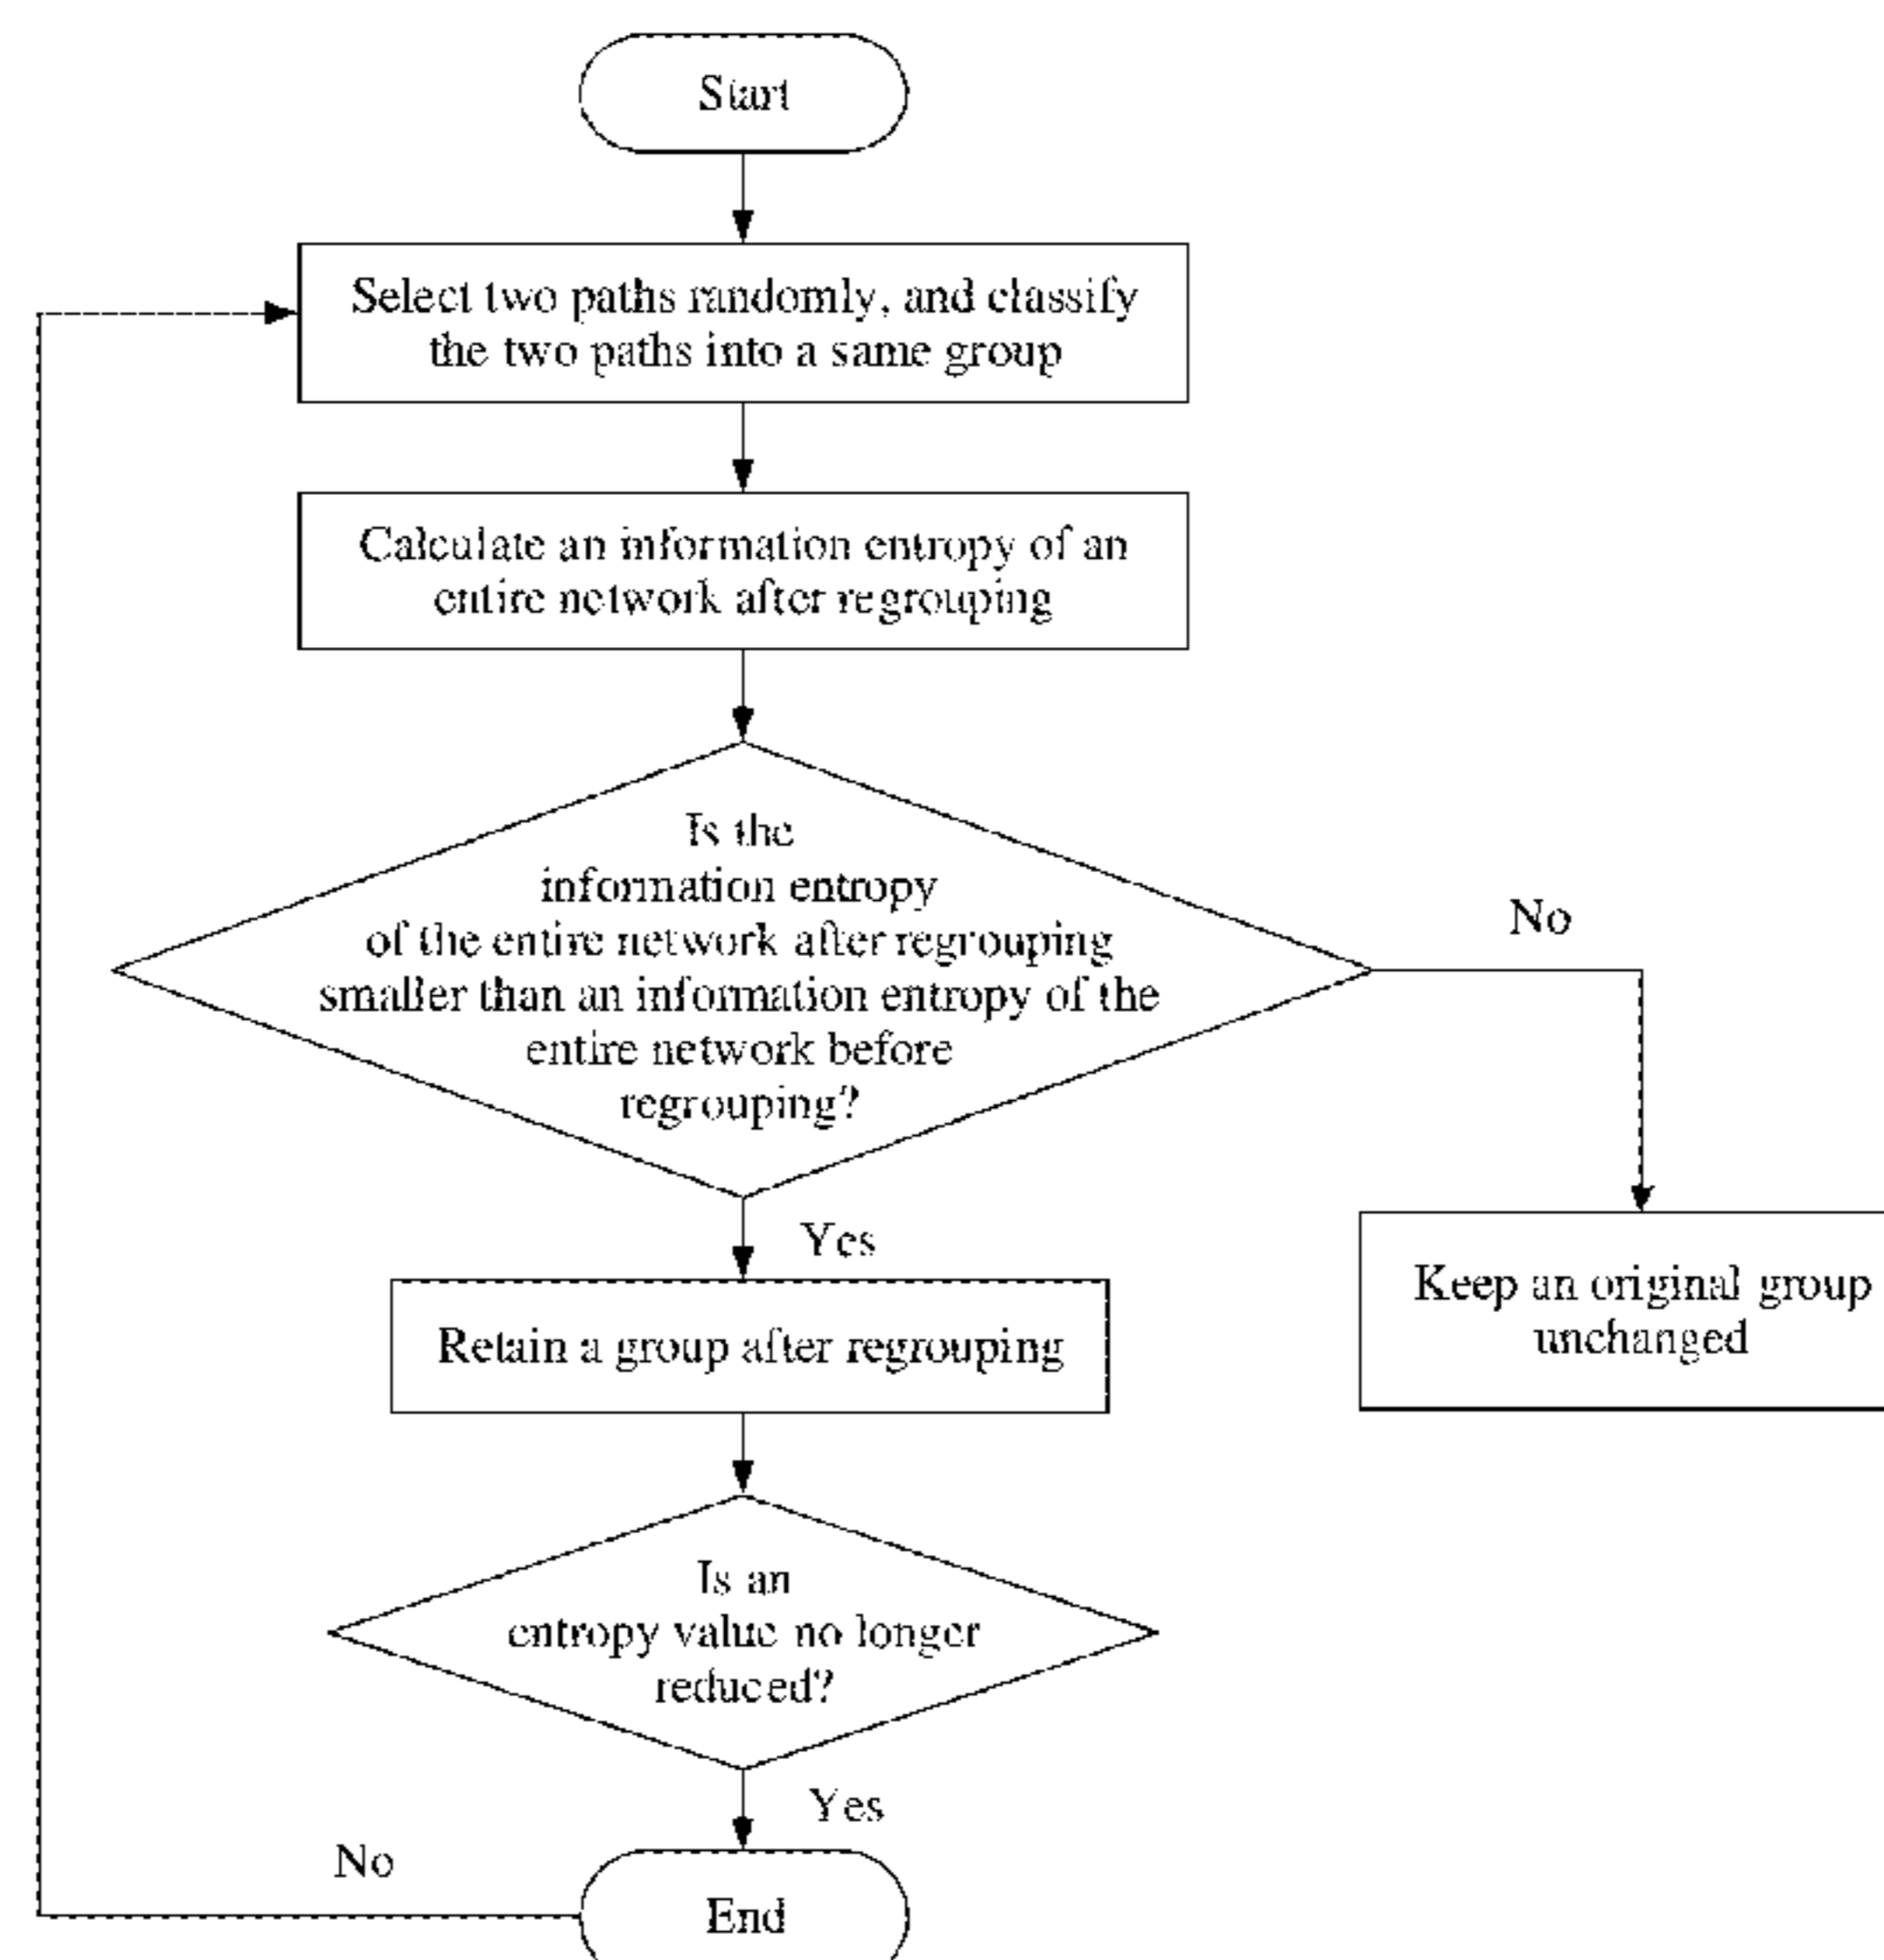 Start
Select two paths randomly, and classify
the two paths into a same group
Calculate an information entropy of an
entire network after regrouping
Is the
information entropy
of the entire network after regrouping
smaller than an information entropy of the
entire network before
regrouping?
No
Yes
Keep an original group
unchanged
Retain a group after regrouping
Is an
entropy value no longer
reduced?
Yes
No
End